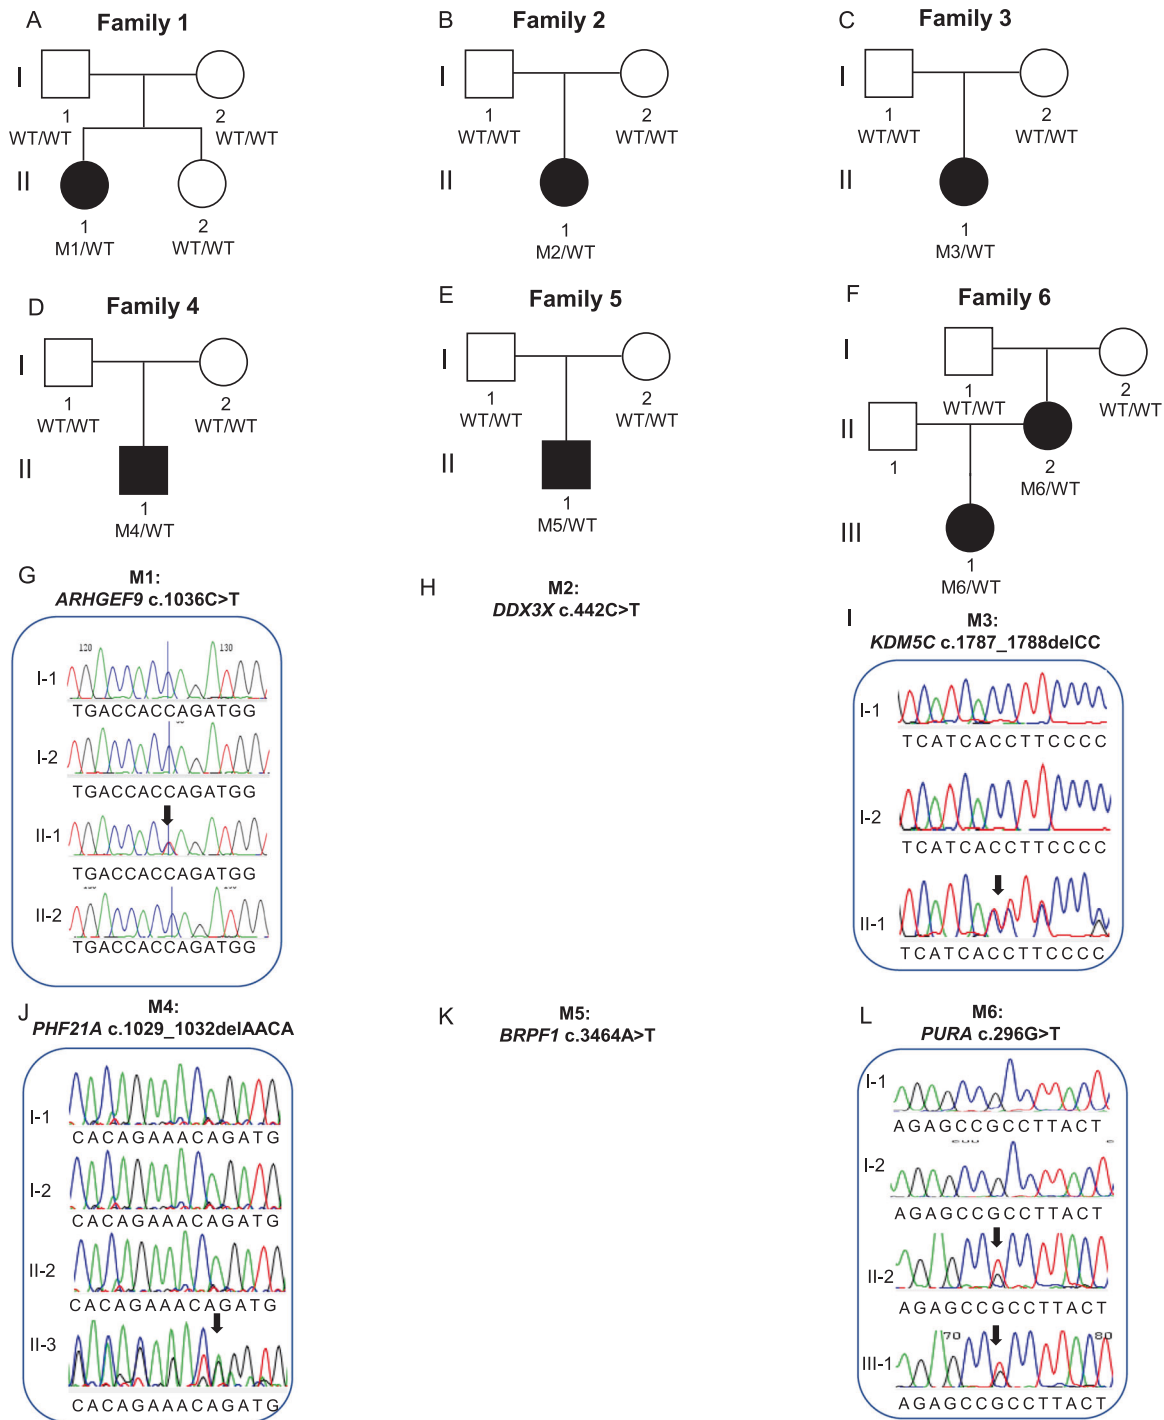 A Family 1
B Family 2
C Family 3
I
1 2
WT/WT WT/WT
II
1 2
M1/WT WT/WT
I
1 2
WT/WT WT/WT
II
1
M2/WT
I
1 2
WT/WT WT/WT
II
1
M3/WT
D Family 4
E Family 5
F Family 6
I
1 2
WT/WT WT/WT
II
1
M4/WT
I
1 2
WT/WT WT/WT
II
1
M5/WT
I
1 2
WT/WT WT/WT
II
1 2
M6/WT
III
1
M6/WT
G M1:
ARHGEF9 c.1036C>T
120 130
I-1
TGACCACCAGATGG
I-2
TGACCACCAGATGG
II-1
TGACCACCAGATGG
II-2
TGACCACCAGATGG
H M2:
DDX3X c.442C>T
I M3:
KDM5C c.1787_1788delCC
I-1
TCATCACCTTCCCC
I-2
TCATCACCTTCCCC
II-1
TCATCACCTTCCCC
J M4:
PHF21A c.1029_1032delAACA
I-1
CACAGAAACAGATG
I-2
CACAGAAACAGATG
II-2
CACAGAAACAGATG
II-3
CACAGAAACAGATG
K M5:
BRPF1 c.3464A>T
L M6:
PURA c.296G>T
I-1
AGAGCCGCCTTACT
I-2
AGAGCCGCCTTACT
II-2
AGAGCCGCCTTACT
70 80
III-1
AGAGCCGCCTTACT